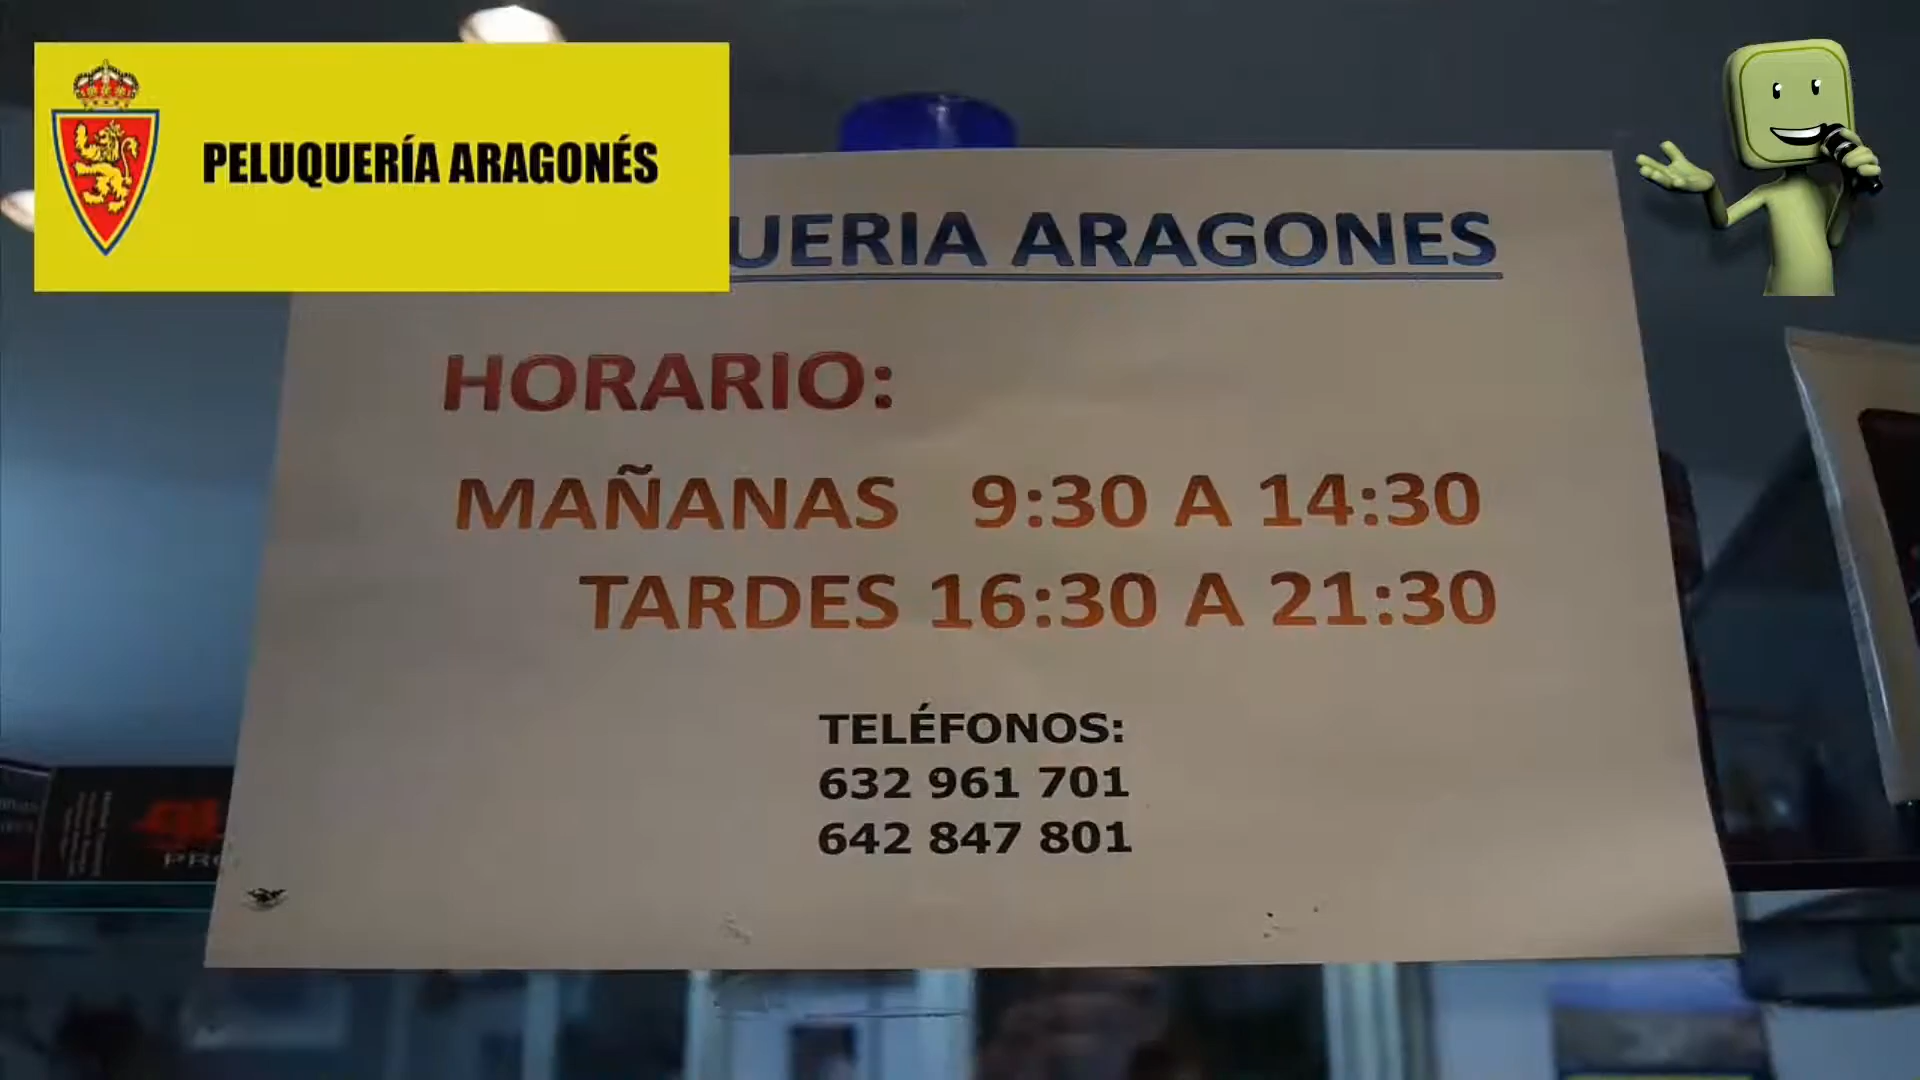 PELUQUERÍA ARAGONÉS
UERIA ARAGONES
HORARIO:
MAÑANAS 9:30 A 14:30
TARDES 16:30 A 21:30
TELÉFONOS:
632 961 701
642 847 801